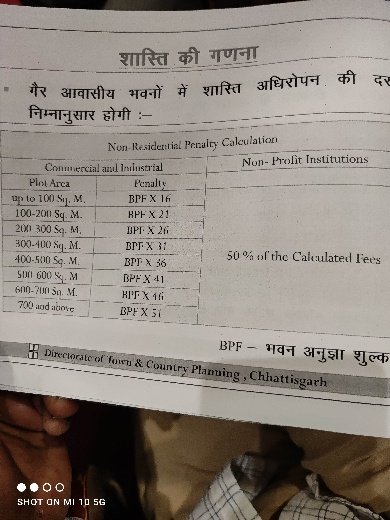 शास्ति की गणना
गैर आवासीय भवनों में शास्ति अधिरोपन की दर
निम्नानुसार होगी :–
Non-Residential Penalty Calculation
Commercial and Industrial
Non- Profit Institutions
Plot Area Penalty
up to 100 Sq. M. BPF X 16
100-200 Sq. M. BPF X 21
200-300 Sq. M. BPF X 26
300-400 Sq. M. BPF X 31
400-500 Sq. M. BPF X 36
500-600 Sq. M BPF X 41
600-700 Sq. M. BPF X 46
700 and above BPF X 51
50 % of the Calculated Fees
BPF – भवन अनुज्ञा शुल्क
Directorate of Town & Country Planning , Chhattisgarh
SHOT ON MI 10 5G